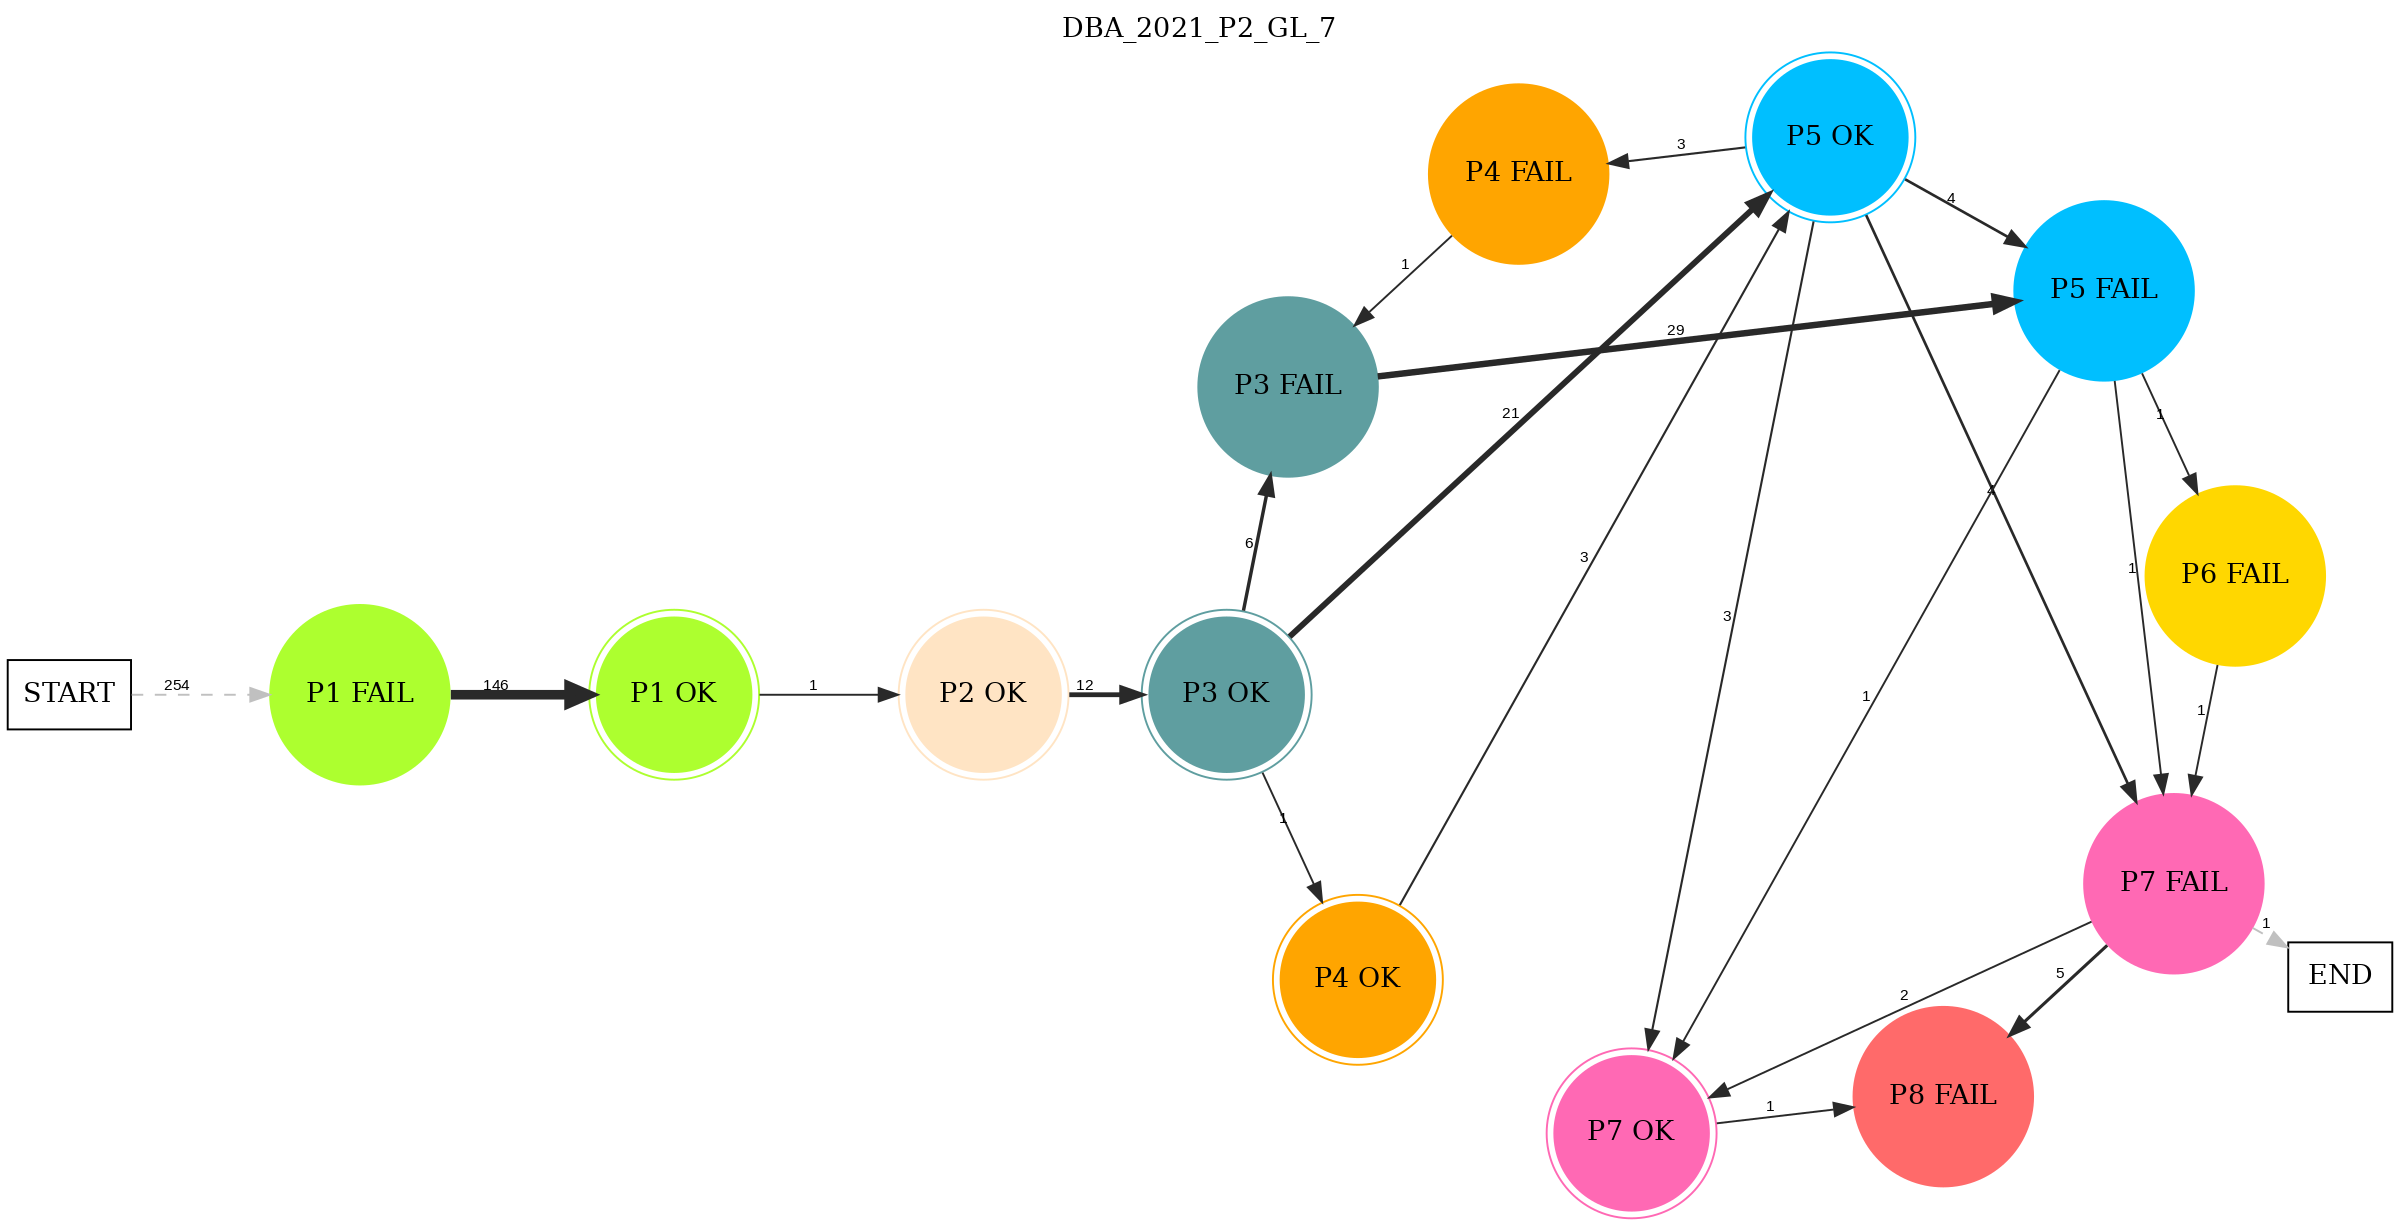 DBA_2021_P2_GL_7
P5 OK
P4 FAIL
3
4
1
P5 FAIL
29
P3 FAIL
21
1
4
6
3
1
P6 FAIL
3
START
254
P1 FAIL
146
P1 OK
1
P2 OK
12
P3 OK
1
1
1
P7 FAIL
1
2
5
P4 OK
END
P7 OK
1
P8 FAIL